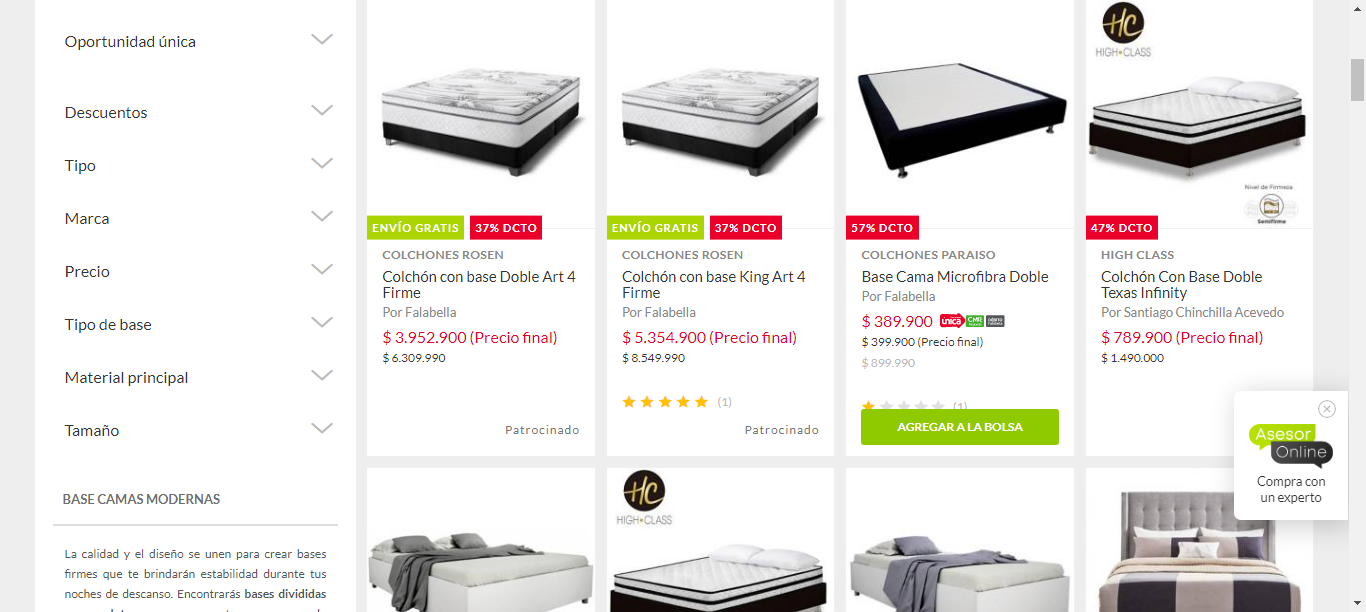 Oportunidad única
Descuentos
Tipo
Marca
Precio
Tipo de base
Material principal
Tamaño
BASE CAMAS MODERNAS
La calidad y el diseño se unen para crear bases
firmes que te brindarán estabilidad durante tus
noches de descanso. Encontrarás bases divididas
ENVÍO GRATIS 37% DCTO
COLCHONES ROSEN
Colchón con base Doble Art 4
Firme
Por Falabella
$ 3.952.900 (Precio final)
$ 6.309.990
Patrocinado
ENVÍO GRATIS 37% DCTO
COLCHONES ROSEN
Colchón con base King Art 4
Firme
Por Falabella
$ 5.354.900 (Precio final)
$ 8.549.990
(1)
Patrocinado
57% DCTO
COLCHONES PARAISO
Base Cama Microfibra Doble
Por Falabella
$ 389.900 única CMR
$ 399.900 (Precio final)
$ 899.990
(1)
AGREGAR A LA BOLSA
HC
HIGH CLASS
Nivel de Firmeza
Semifirme
47% DCTO
HIGH CLASS
Colchón Con Base Doble
Texas Infinity
Por Santiago Chinchilla Acevedo
$ 789.900 (Precio final)
$ 1.490.000
HC
HIGH CLASS
Asesor
Online
Compra con
un experto